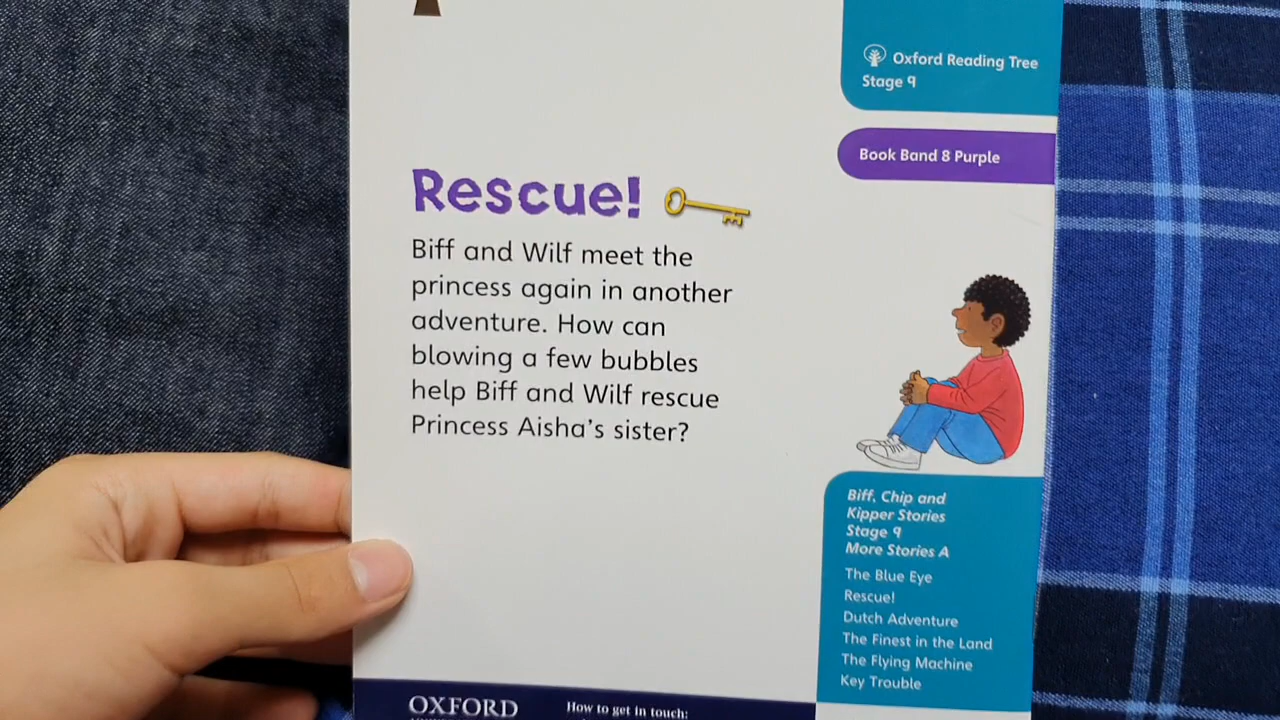 Oxford Reading Tree
Stage 9
Book Band 8 Purple
Rescue!
Biff and Wilf meet the
princess again in another
adventure. How can
blowing a few bubbles
help Biff and Wilf rescue
Princess Aisha's sister?
Biff, Chip and
Kipper Stories
Stage 9
More Stories A
The Blue Eye
Rescue!
Dutch Adventure
The Finest in the Land
The Flying Machine
Key Trouble
OXFORD
How to get in touch: